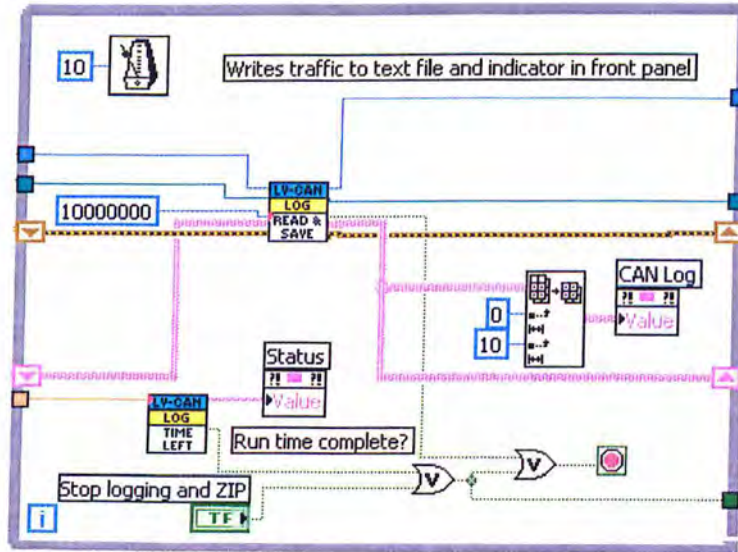 10
Writes traffic to text file and indicator in front panel
LV-CAN
LOG
READ &
SAVE
10000000
CAN Log
?! ?!
Value
0
10
Status
?! ?!
Value
LV-CAN
LOG
TIME
LEFT
Run time complete?
V
V
Stop logging and ZIP
TF
i